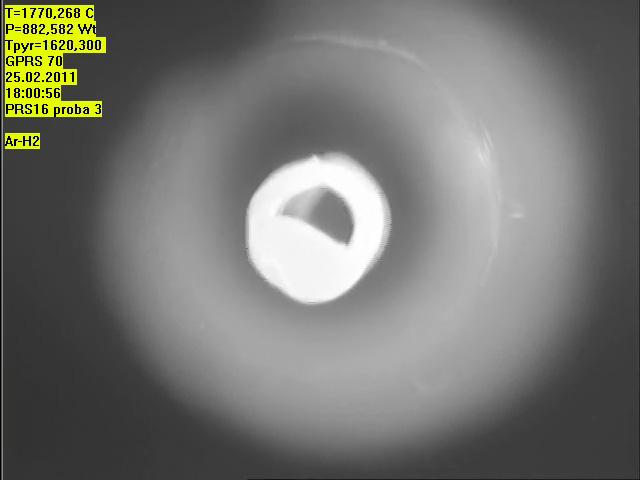 T=1770,268 C
P=882,582 Wt
Tpyr=1620,300
GPRS 70
25.02.2011
18:00:56
PRS16 proba 3
Ar-H2